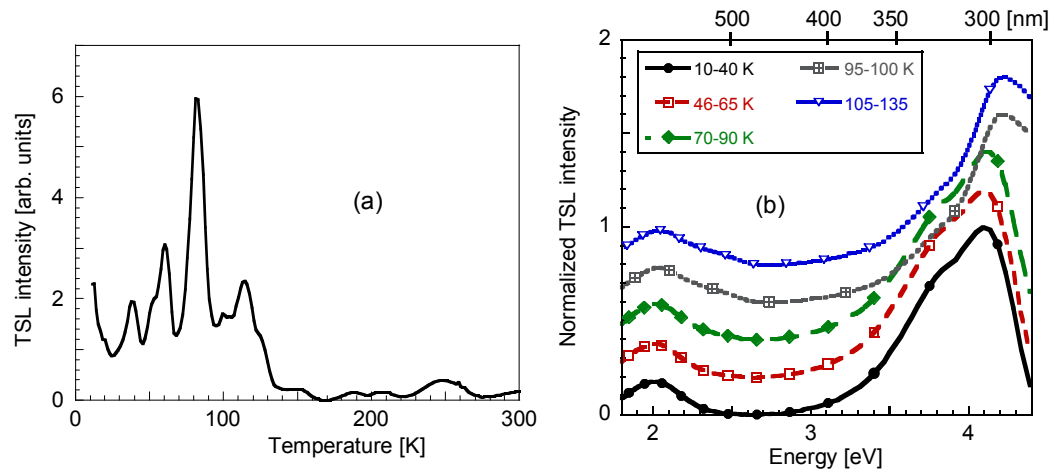 6
4
2
0
0
100
200
300
TSL intensity [arb. units]
Temperature [K]
(a)
500
400
350
300 [nm]
2
1
0
2
3
4
Normalized TSL intensity
Energy [eV]
10-40 K
95-100 K
46-65 K
105-135
70-90 K
(b)